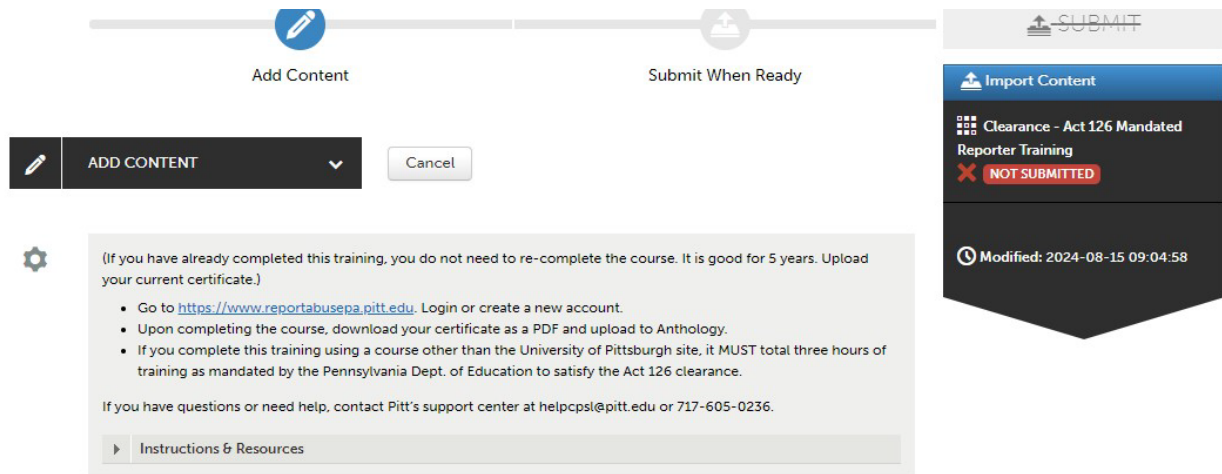 Add Content
Submit When Ready
SUBMIT
ADD CONTENT
Cancel
(If you have already completed this training, you do not need to re-complete the course. It is good for 5 years. Upload
your current certificate.)
• Go to https://www.reportabusepa.pitt.edu. Login or create a new account.
• Upon completing the course, download your certificate as a PDF and upload to Anthology.
• If you complete this training using a course other than the University of Pittsburgh site, it MUST total three hours of
training as mandated by the Pennsylvania Dept. of Education to satisfy the Act 126 clearance.
If you have questions or need help, contact Pitt's support center at helpcpsl@pitt.edu or 717-605-0236.
Instructions & Resources
Import Content
Clearance - Act 126 Mandated
Reporter Training
NOT SUBMITTED
Modified: 2024-08-15 09:04:58